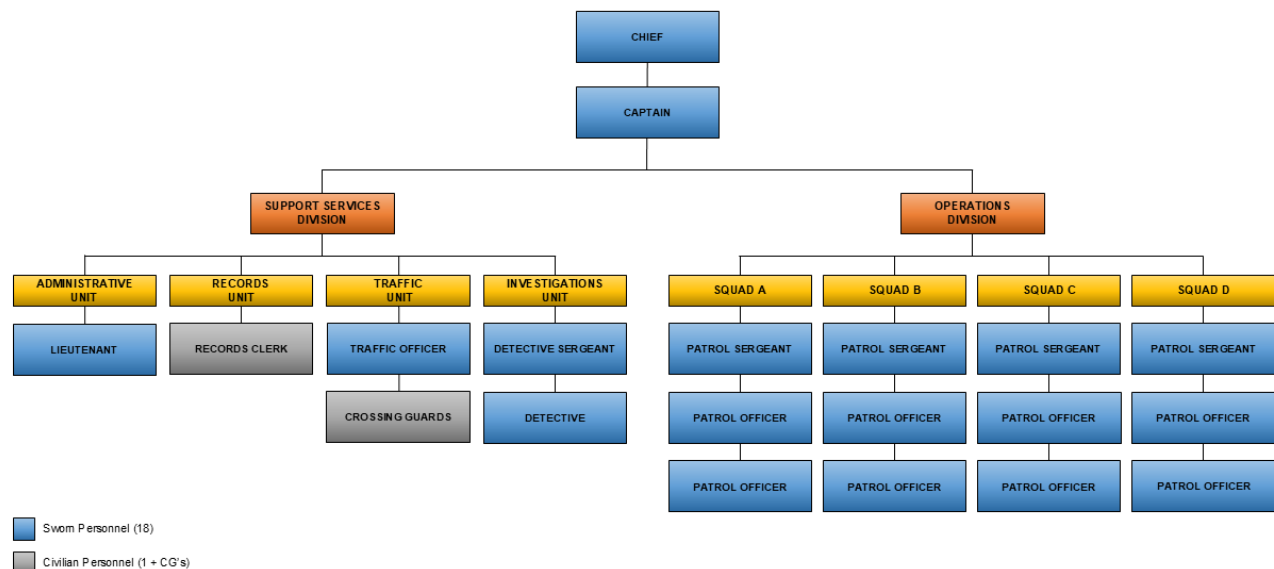 CHIEF
CAPTAIN
SUPPORT SERVICES
DIVISION
OPERATIONS
DIVISION
ADMINISTRATIVE
UNIT
RECORDS
UNIT
TRAFFIC
UNIT
INVESTIGATIONS
UNIT
SQUAD A
SQUAD B
SQUAD C
SQUAD D
LIEUTENANT
RECORDS CLERK
TRAFFIC OFFICER
DETECTIVE SERGEANT
PATROL SERGEANT
PATROL SERGEANT
PATROL SERGEANT
PATROL SERGEANT
CROSSING GUARDS
DETECTIVE
PATROL OFFICER
PATROL OFFICER
PATROL OFFICER
PATROL OFFICER
PATROL OFFICER
PATROL OFFICER
PATROL OFFICER
PATROL OFFICER
Sworn Personnel (18)
Civilian Personnel (1 + CG's)